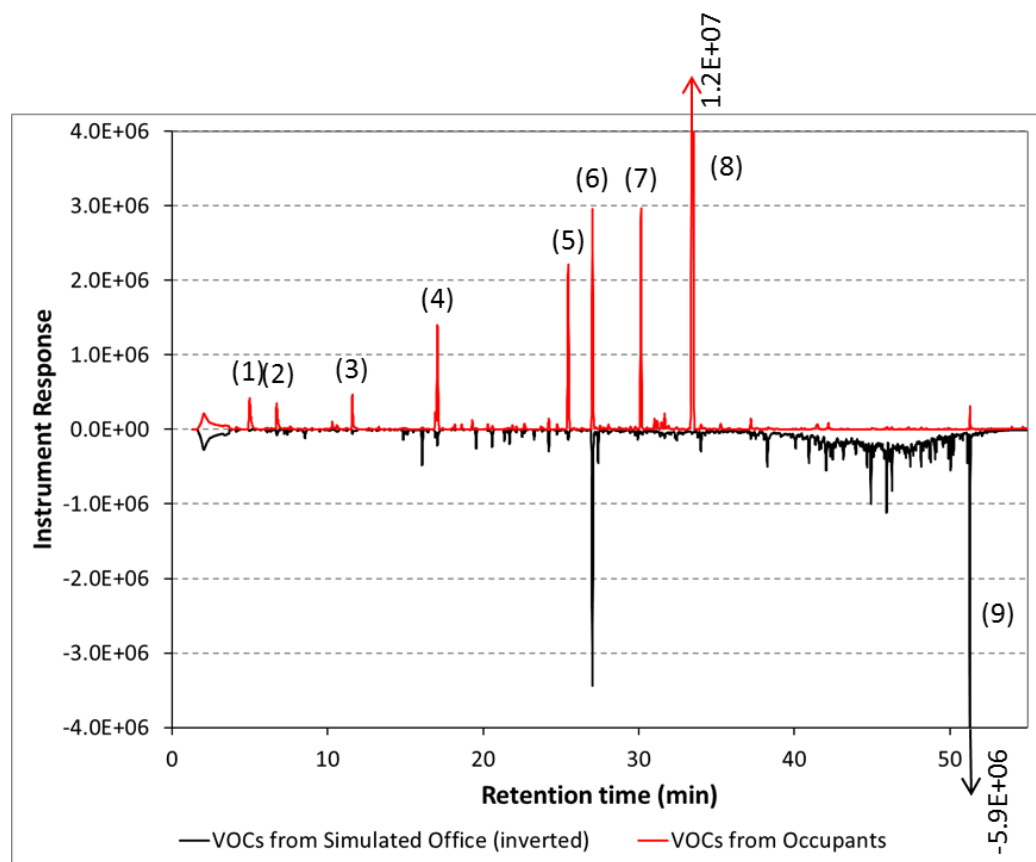 1.2E+07
4.0E+06
(8)
(6)
(7)
3.0E+06
(5)
2.0E+06
(4)
1.0E+06
(1)
(2)
(3)
0.0E+00
-1.0E+06
-2.0E+06
(9)
-3.0E+06
-4.0E+06
Instrument Response
0 10 20 30 40 50
-5.9E+06
Retention time (min)
VOCs from Simulated Office (inverted) VOCs from Occupants